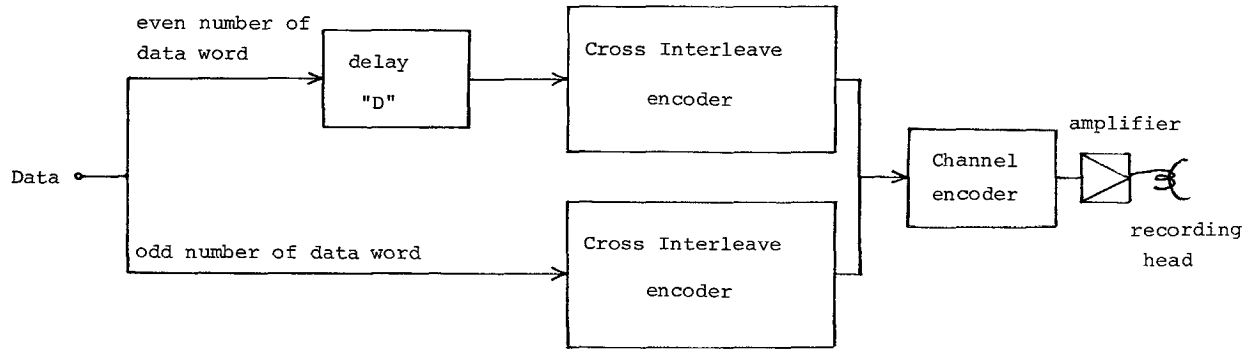 even number of
data word
delay
"D"
Cross Interleave
encoder
amplifier
Data
Channel
encoder
odd number of data word
Cross Interleave
encoder
recording
head